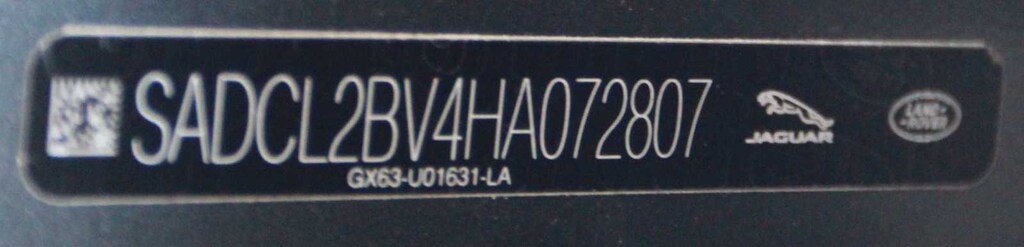 SADCL2BV4HA072807
GX63-U01631-LA
JAGUAR
LAND-
-ROVER